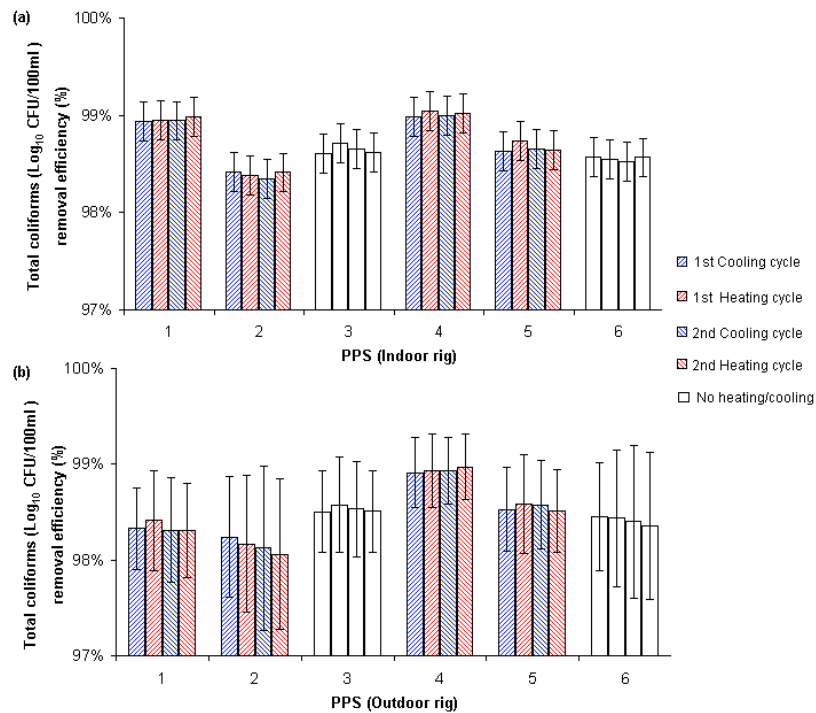 (a)
Total coliforms (Log10 CFU/100ml)
removal efficiency (%)
100%
99%
98%
97%
1 2 3 4 5 6
PPS (Indoor rig)
1st Cooling cycle
1st Heating cycle
2nd Cooling cycle
2nd Heating cycle
No heating/cooling
(b)
Total coliforms (Log10 CFU/100ml)
removal efficiency (%)
100%
99%
98%
97%
1 2 3 4 5 6
PPS (Outdoor rig)